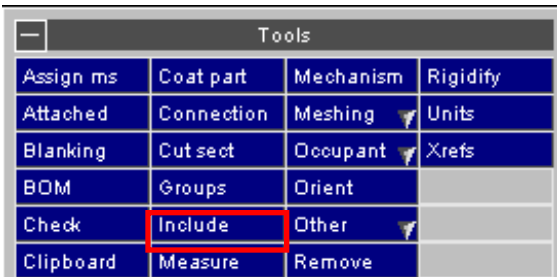 Tools
Assign ms Coat part Mechanism Rigidify
Attached Connection Meshing Units
Blanking Cut sect Occupant Xrefs
BOM Groups Orient
Check Include Other
Clipboard Measure Remove